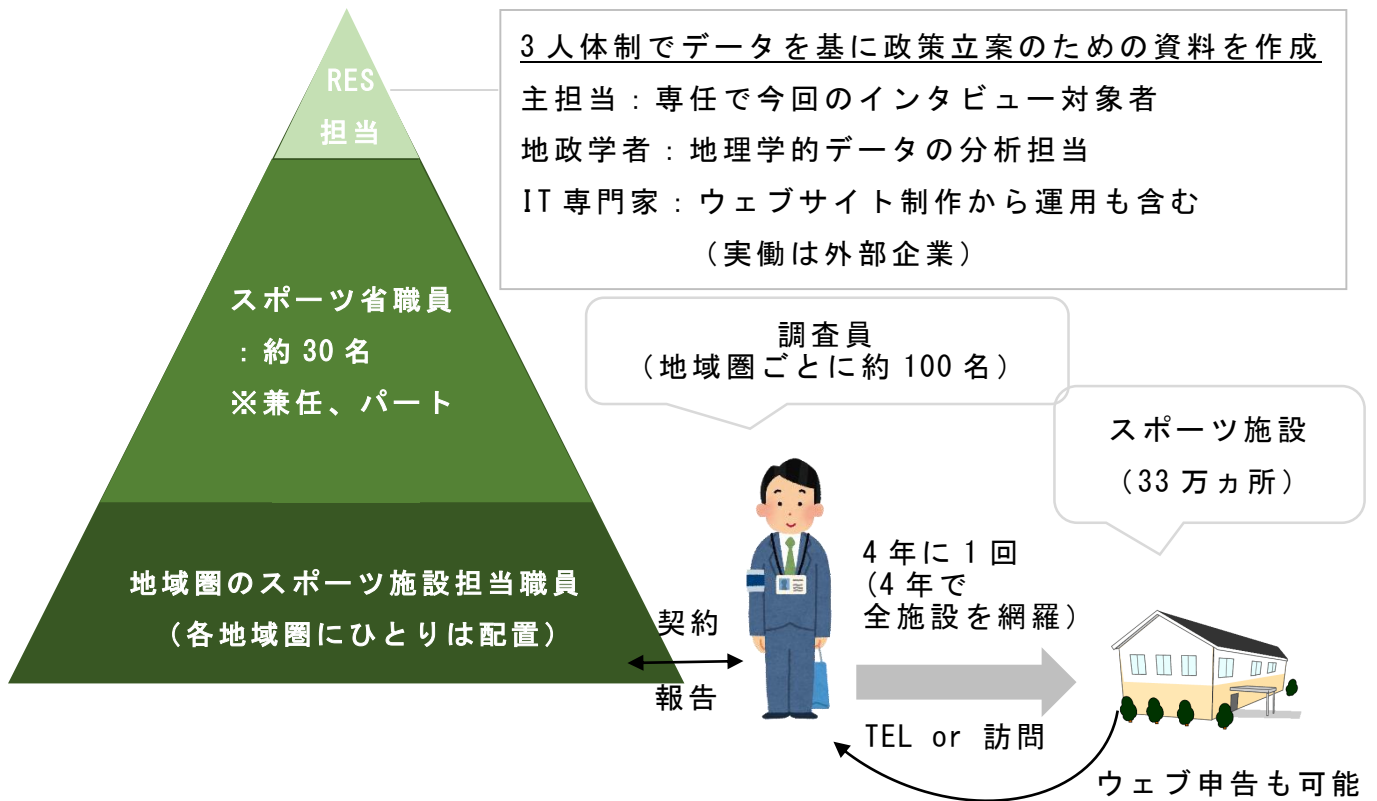 RES
担当
3人体制でデータを基に政策立案のための資料を作成
主担当：専任で今回のインタビュー対象者
地政学者：地理学的データの分析担当
IT専門家：ウェブサイト制作から運用も含む
（実働は外部企業）
スポーツ省職員
：約30名
※兼任、パート
調査員
（地域圏ごとに約100名）
スポーツ施設
（33万ヵ所）
地域圏のスポーツ施設担当職員
（各地域圏にひとりは配置）
契約
報告
4年に1回
(4年で
全施設を網羅）
TEL or 訪問
ウェブ申告も可能